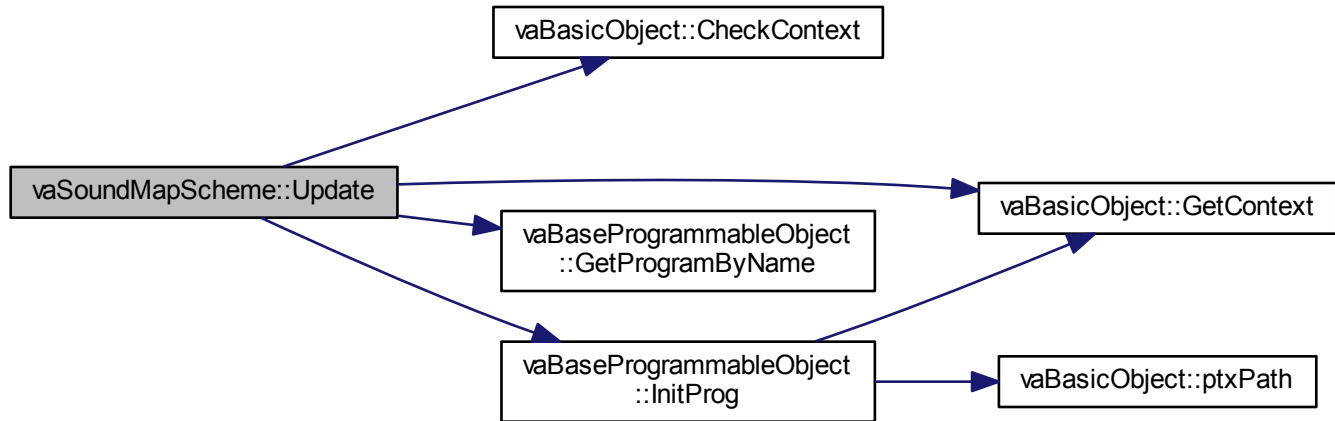 vaBasicObject::CheckContext
vaSoundMapScheme::Update
vaBasicObject::GetContext
vaBaseProgrammableObject
::GetProgramByName
vaBaseProgrammableObject
::InitProg
vaBasicObject::ptxPath